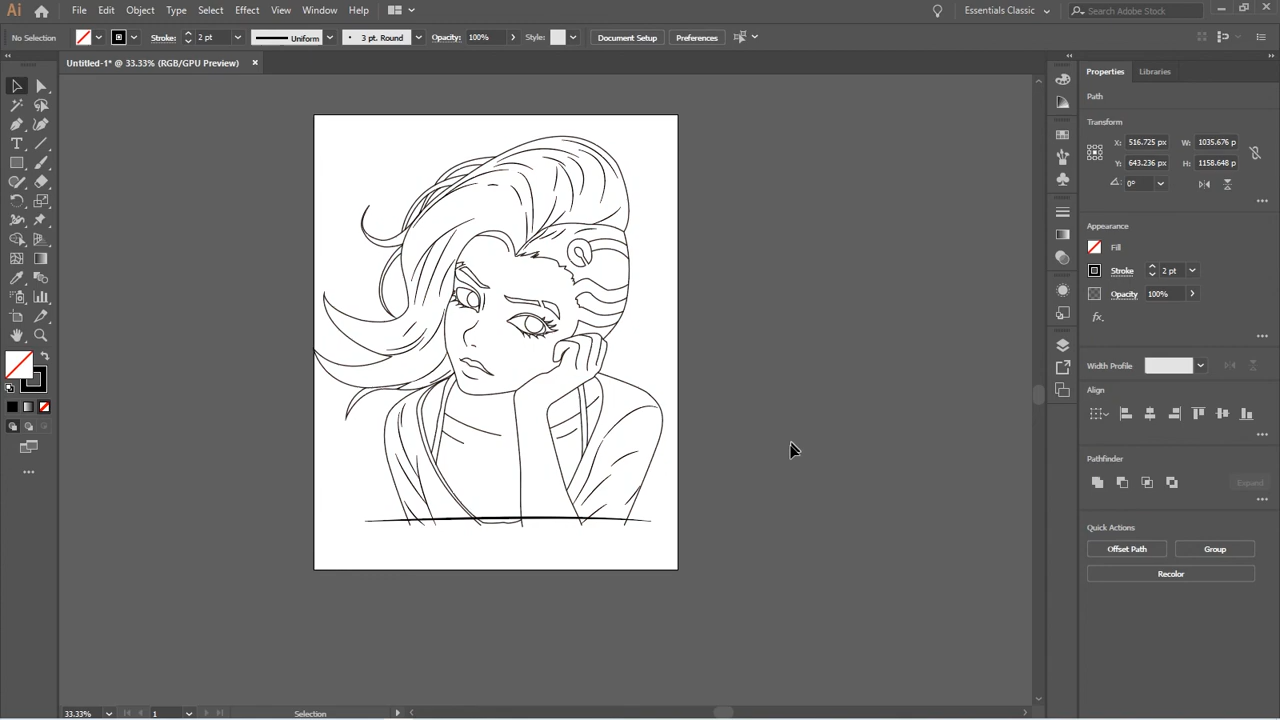 Ai File Edit Object Type Select Effect View Window Help Essentials Classic Search Adobe Stock
No Selection Stroke: 2 pt Uniform 3 pt. Round Opacity: 100% Style: Document Setup Preferences
Untitled-1* @ 33.33% (RGB/GPU Preview)
Properties Libraries
Path
Transform
X: 516.725 px W: 1035.676 p
Y: 643.236 px H: 1158.648 p
0°
Appearance
Fill
Stroke 2 pt
Opacity 100%
fx.
Width Profile
Align
Pathfinder
Expand
Quick Actions
Offset Path Group
Recolor
33.33% 1 Selection